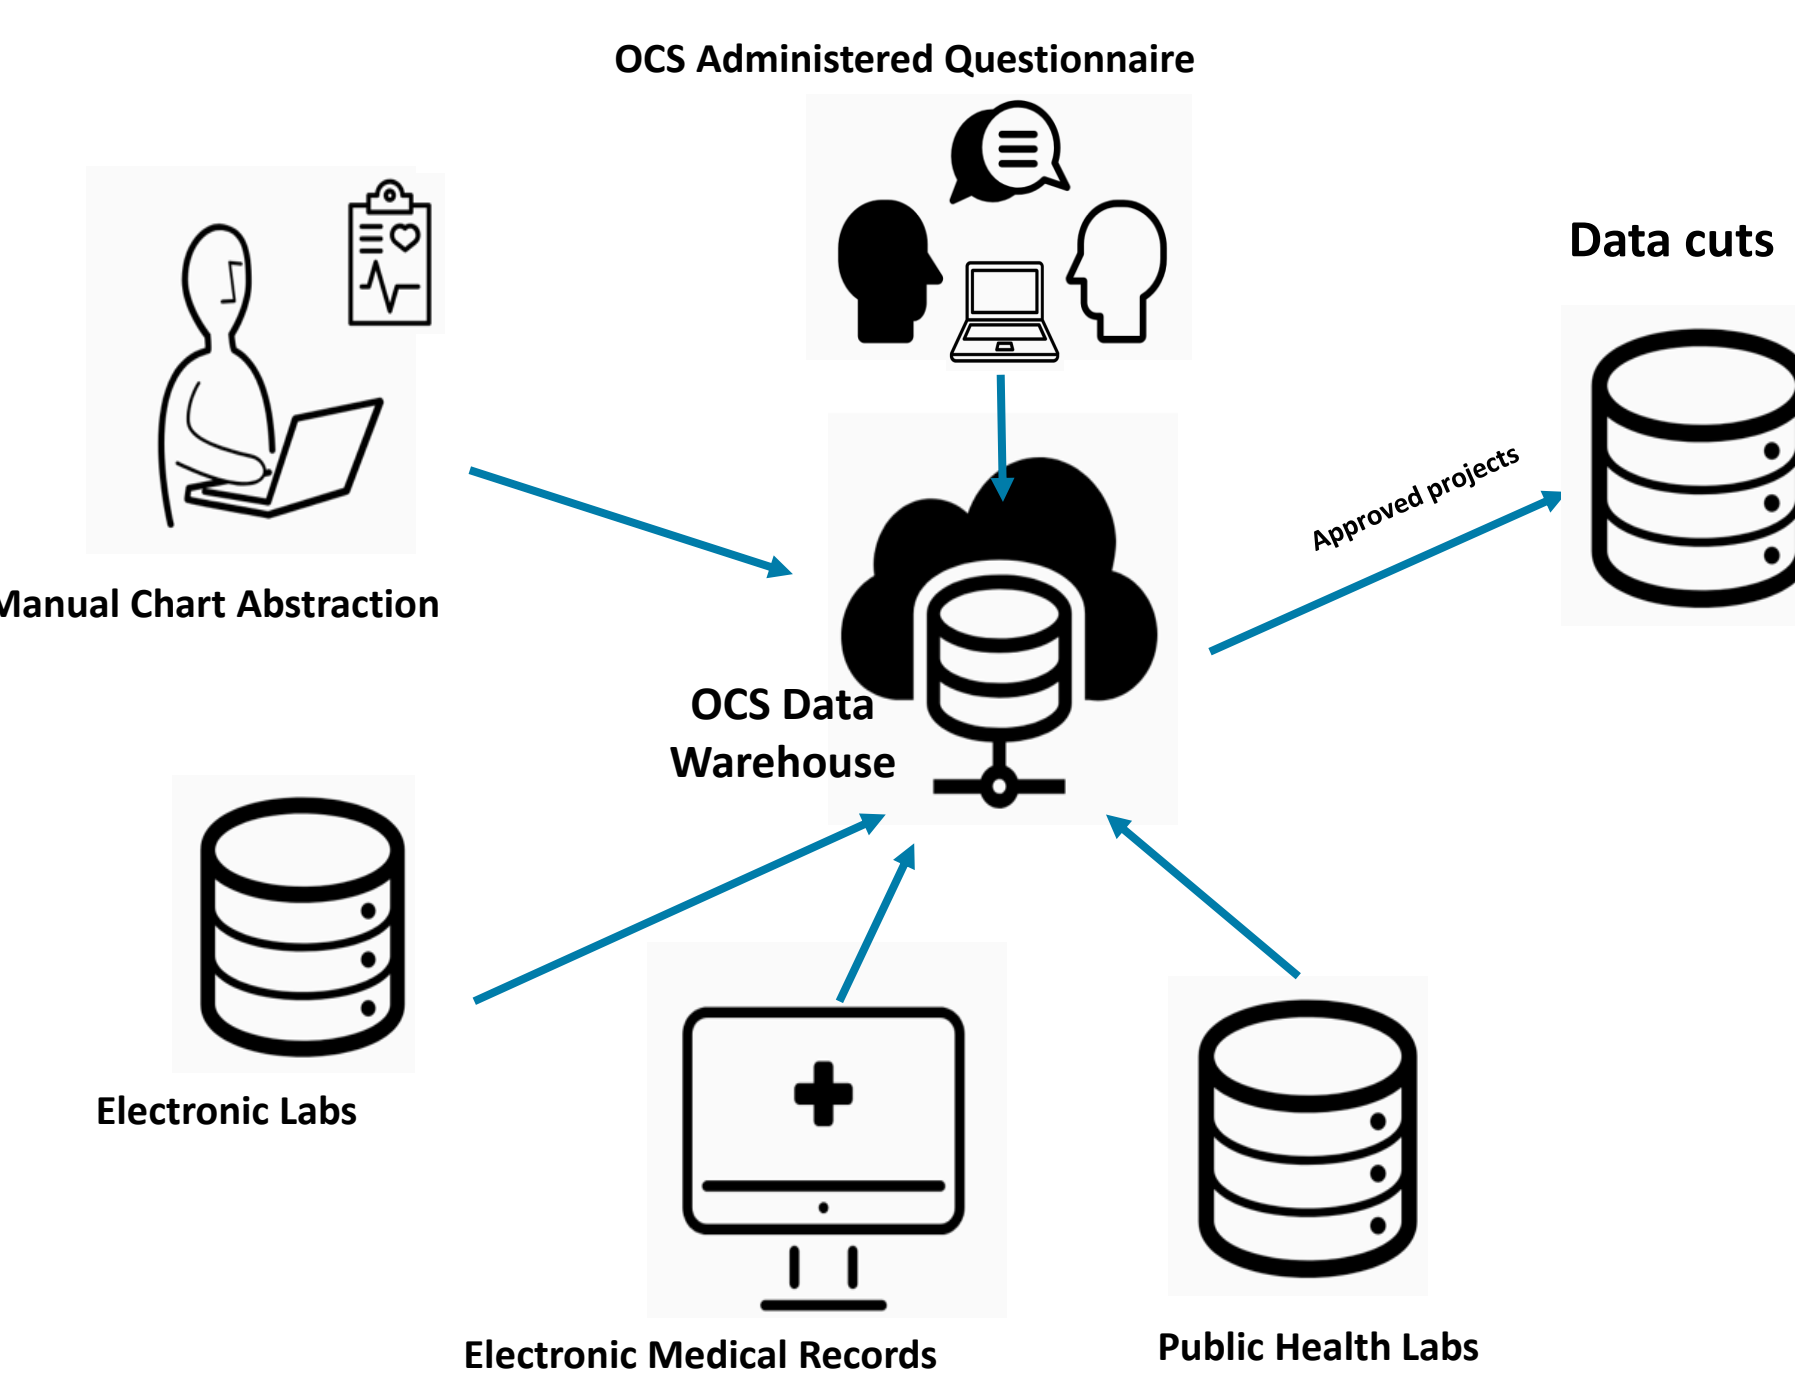 OCS Administered Questionnaire
Data cuts
Approved projects
Manual Chart Abstraction
OCS Data
Warehouse
Electronic Labs
Electronic Medical Records
Public Health Labs